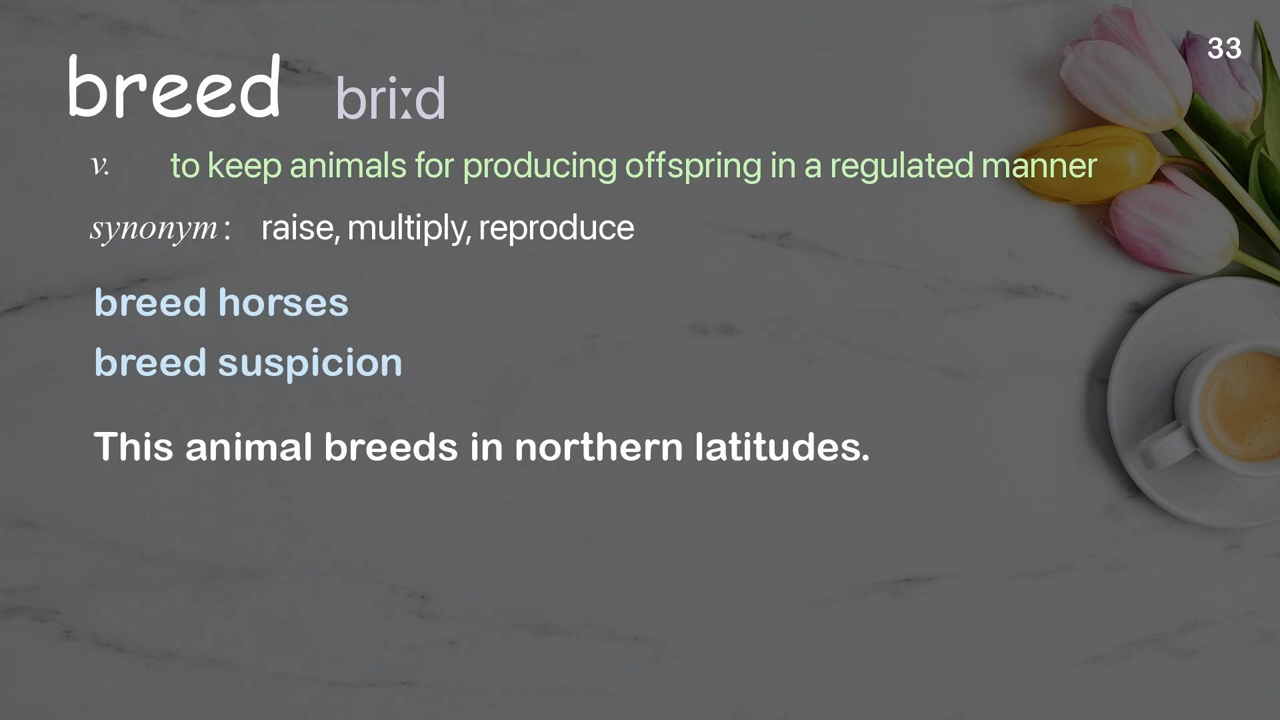 33
breed briːd
v. to keep animals for producing offspring in a regulated manner
synonym: raise, multiply, reproduce
breed horses
breed suspicion
This animal breeds in northern latitudes.